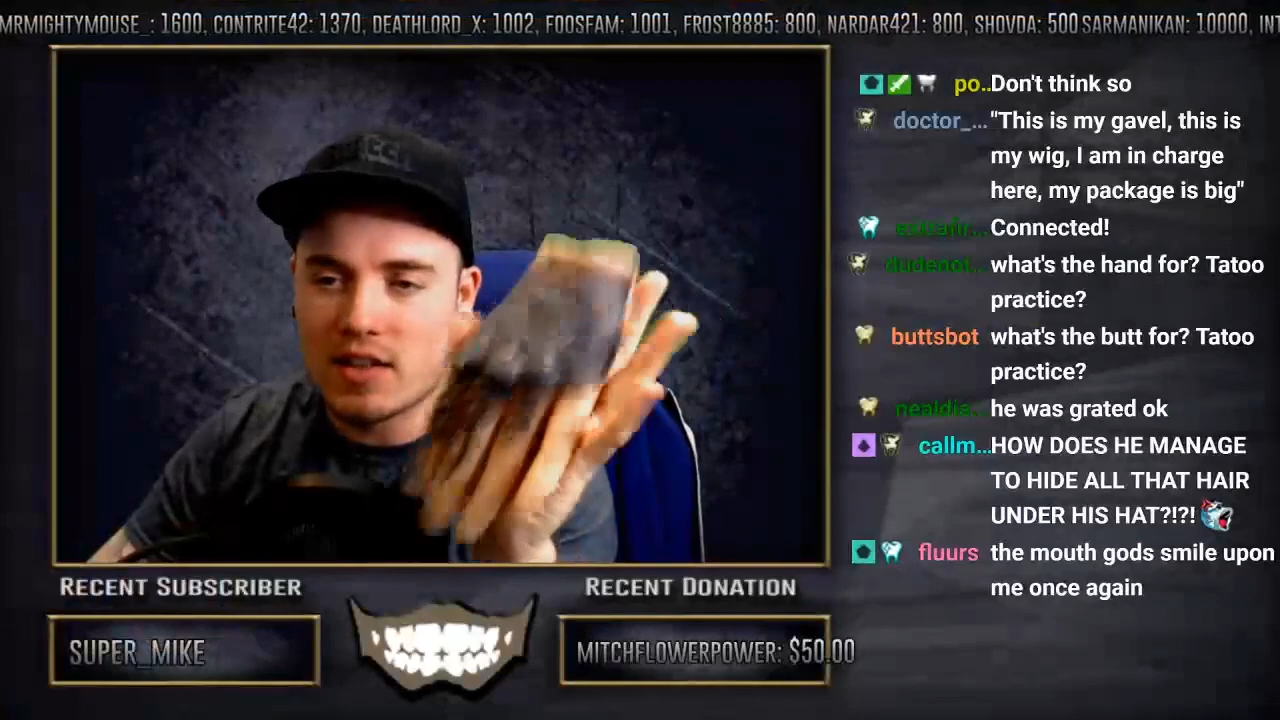 MRMIGHTYMOUSE_: 1600, CONTRITE42: 1370, DEATHLORD_X: 1002, FOOSFAM: 1001, FROST8885: 800, NARDAR421: 800, SHOVDA: 500 SARMANIKAN: 10000, INT
po..Don't think so
doctor_... "This is my gavel, this is
my wig, I am in charge
here, my package is big"
Connected!
dudenot... what's the hand for? Tatoo
practice?
buttsbot what's the butt for? Tatoo
practice?
nealdia... he was grated ok
callm...HOW DOES HE MANAGE
TO HIDE ALL THAT HAIR
UNDER HIS HAT?!?!
fluurs the mouth gods smile upon
me once again
RECENT SUBSCRIBER
RECENT DONATION
SUPER_MIKE
MITCHFLOWERPOWER: $50.00